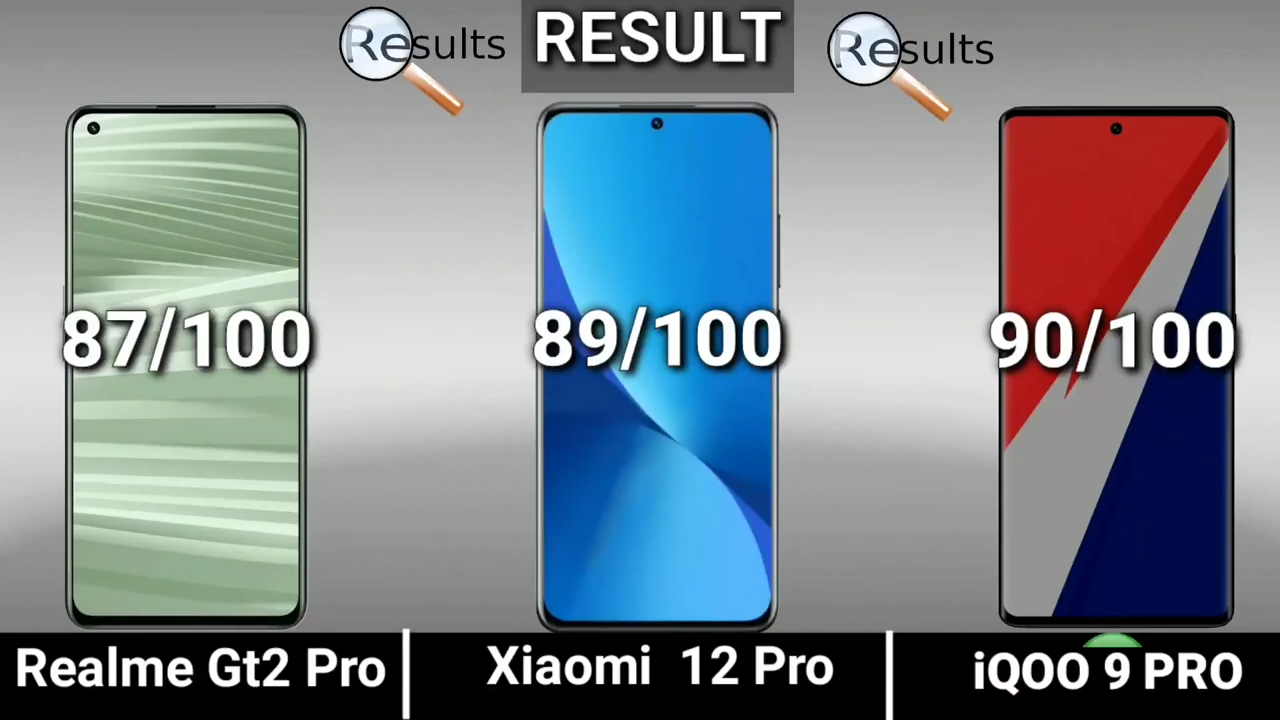 Results
RESULT
Results
87/100
89/100
90/100
Realme Gt2 Pro
Xiaomi 12 Pro
iQOO 9 PRO